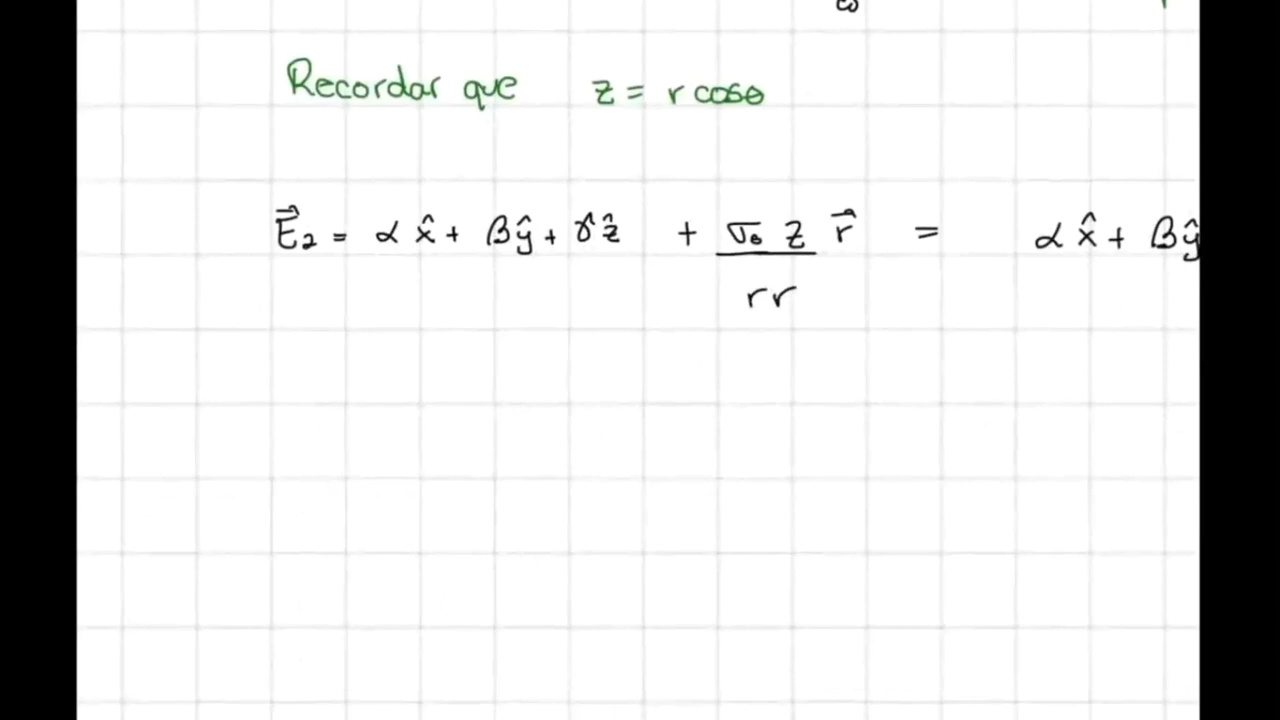 Recordar que z = r cosθ
E⃗₂ = α x̂ + β ŷ + γ ẑ + σ₀ z r⃗ = α x̂ + β ŷ
r r